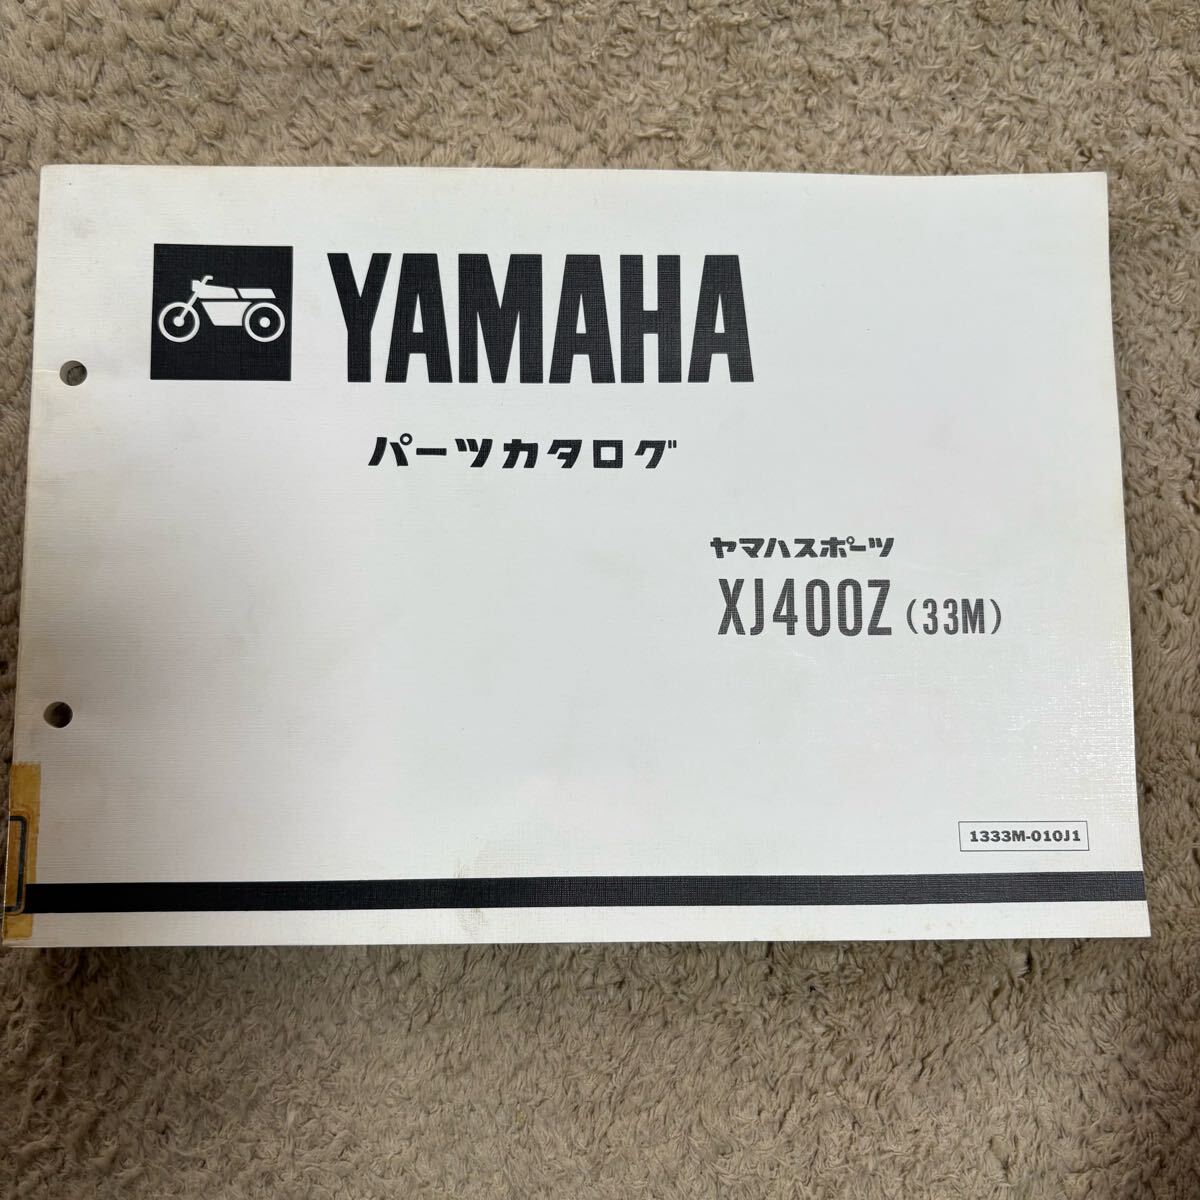 YAMAHA
パーツカタログ
ヤマハスポーツ
XJ400Z (33M)
1333M-010J1